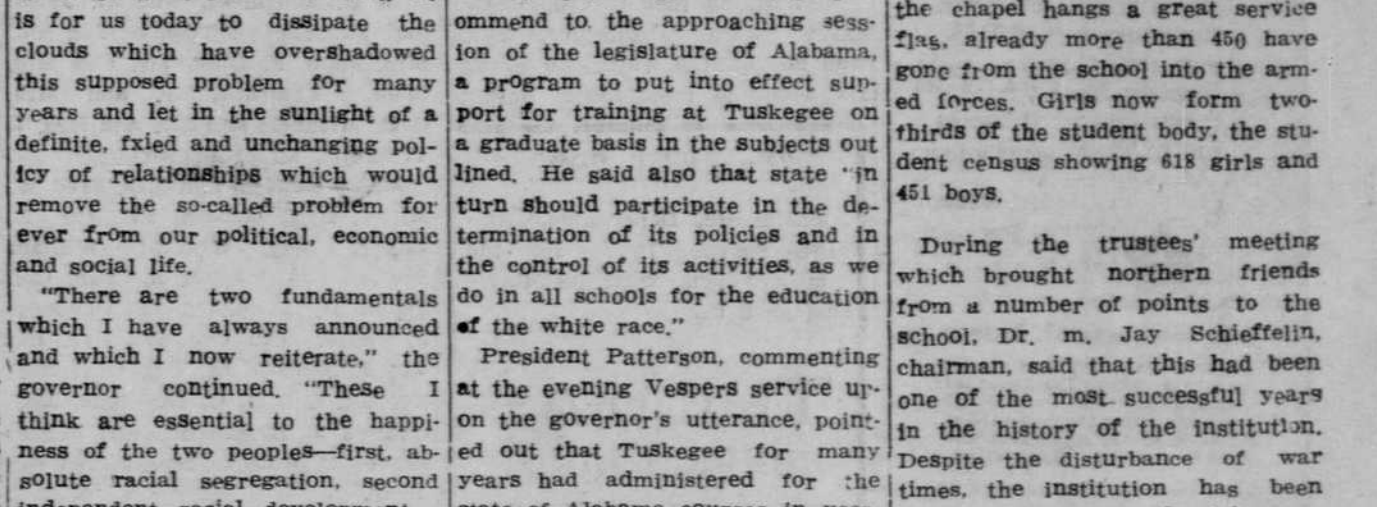 is for us today to dissipate the
clouds which have overshadowed
this supposed problem for many
years and let in the sunlight of a
definite, fxied and unchanging pol-
icy of relationships which would
remove the so-called problem for
ever from our political, economic
and social life.
"There are two fundamentals
which I have always announced
and which I now reiterate," the
governor continued. "These I
think are essential to the happi-
ness of the two peoples—first, ab-
solute racial segregation, second
ommend to the approaching sess-
ion of the legislature of Alabama,
a program to put into effect sup-
port for training at Tuskegee on
a graduate basis in the subjects out
lined. He said also that state "in
turn should participate in the de-
termination of its policies and in
the control of its activities, as we
do in all schools for the education
of the white race."
President Patterson, commenting
at the evening Vespers service up-
on the governor's utterance, point-
ed out that Tuskegee for many
years had administered for the
the chapel hangs a great service
flag, already more than 450 have
gone from the school into the arm-
ed forces. Girls now form two-
thirds of the student body, the stu-
dent census showing 618 girls and
451 boys.
During the trustees' meeting
which brought northern friends
from a number of points to the
school, Dr. m. Jay Schieffelin,
chairman, said that this had been
one of the most successful years
in the history of the institution.
Despite the disturbance of war
times, the institution has been